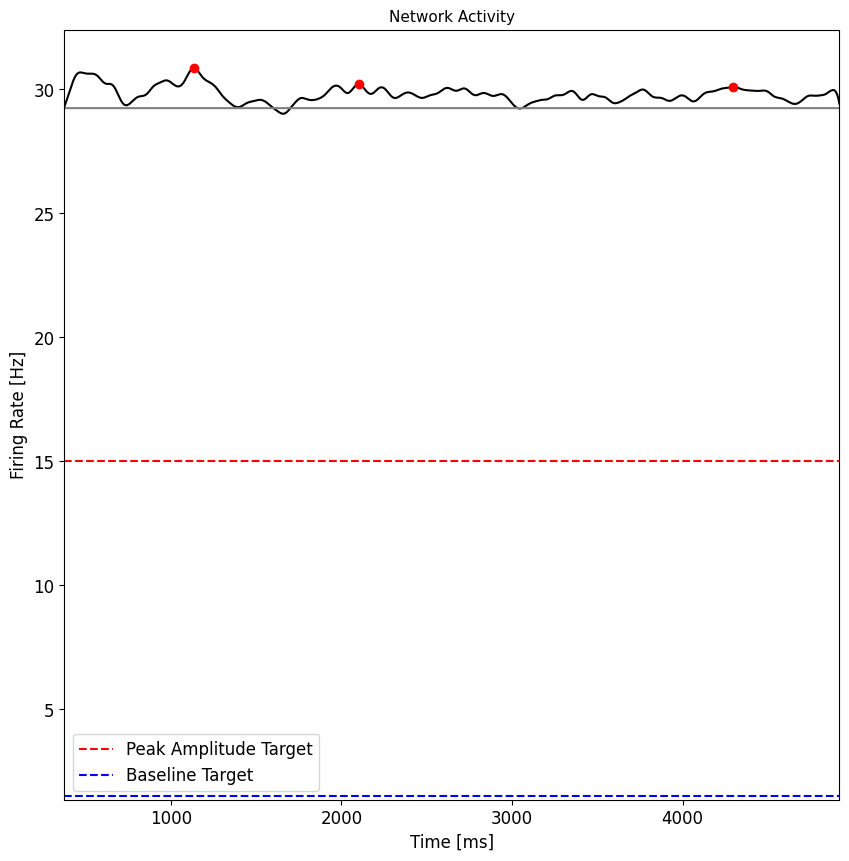 Network Activity
30
25
20
15
10
5
Firing Rate [Hz]
Peak Amplitude Target
Baseline Target
1000
2000
3000
4000
Time [ms]